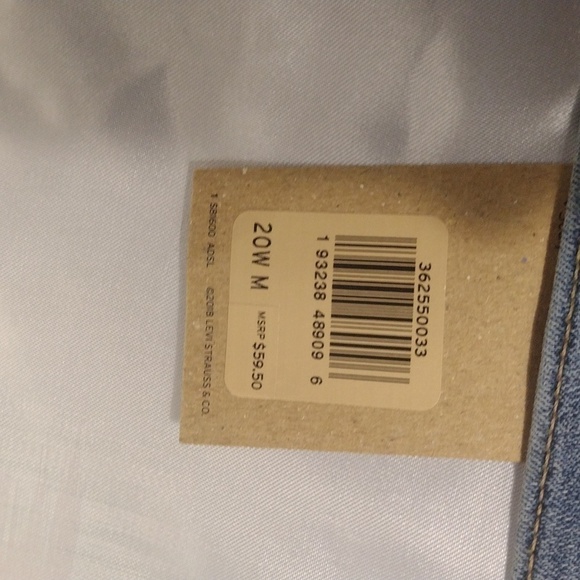 362550033
1 93238 48909 6
20W M
MSRP $59.50
©2018 LEVI STRAUSS & CO.